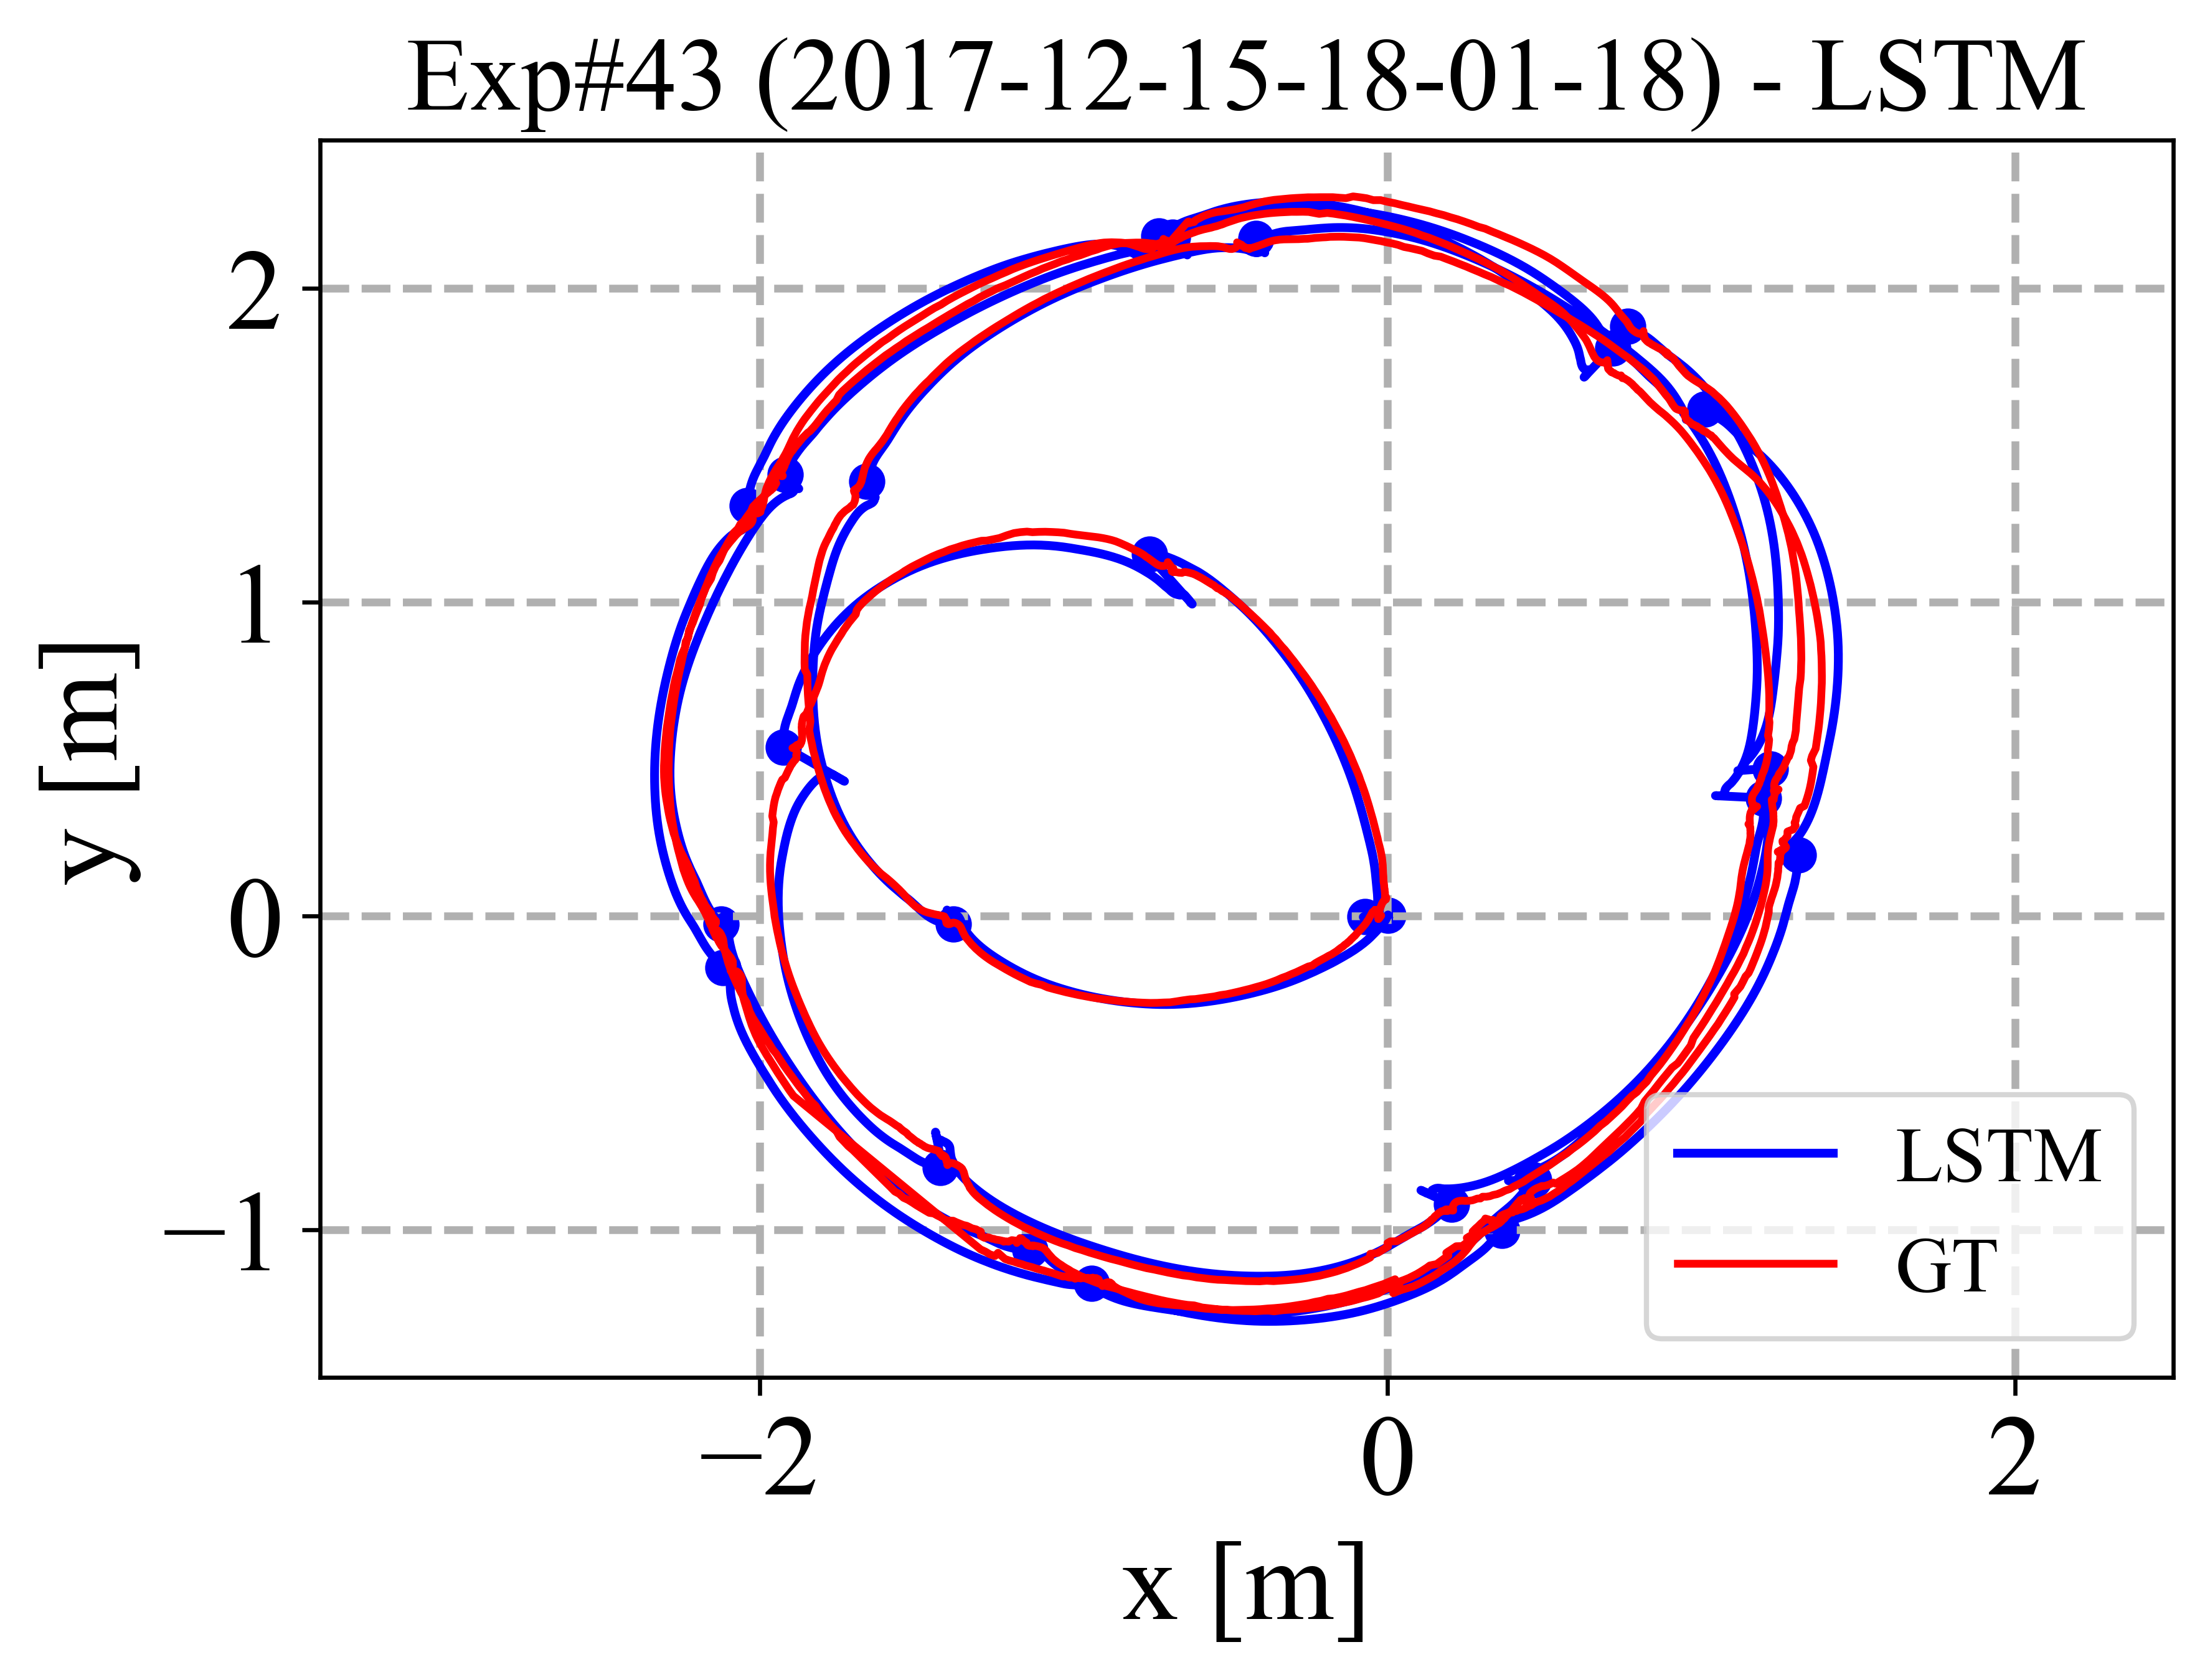 Exp#43 (2017-12-15-18-01-18) - LSTM
2
1
0
−1
y [m]
−2
0
2
x [m]
LSTM
GT